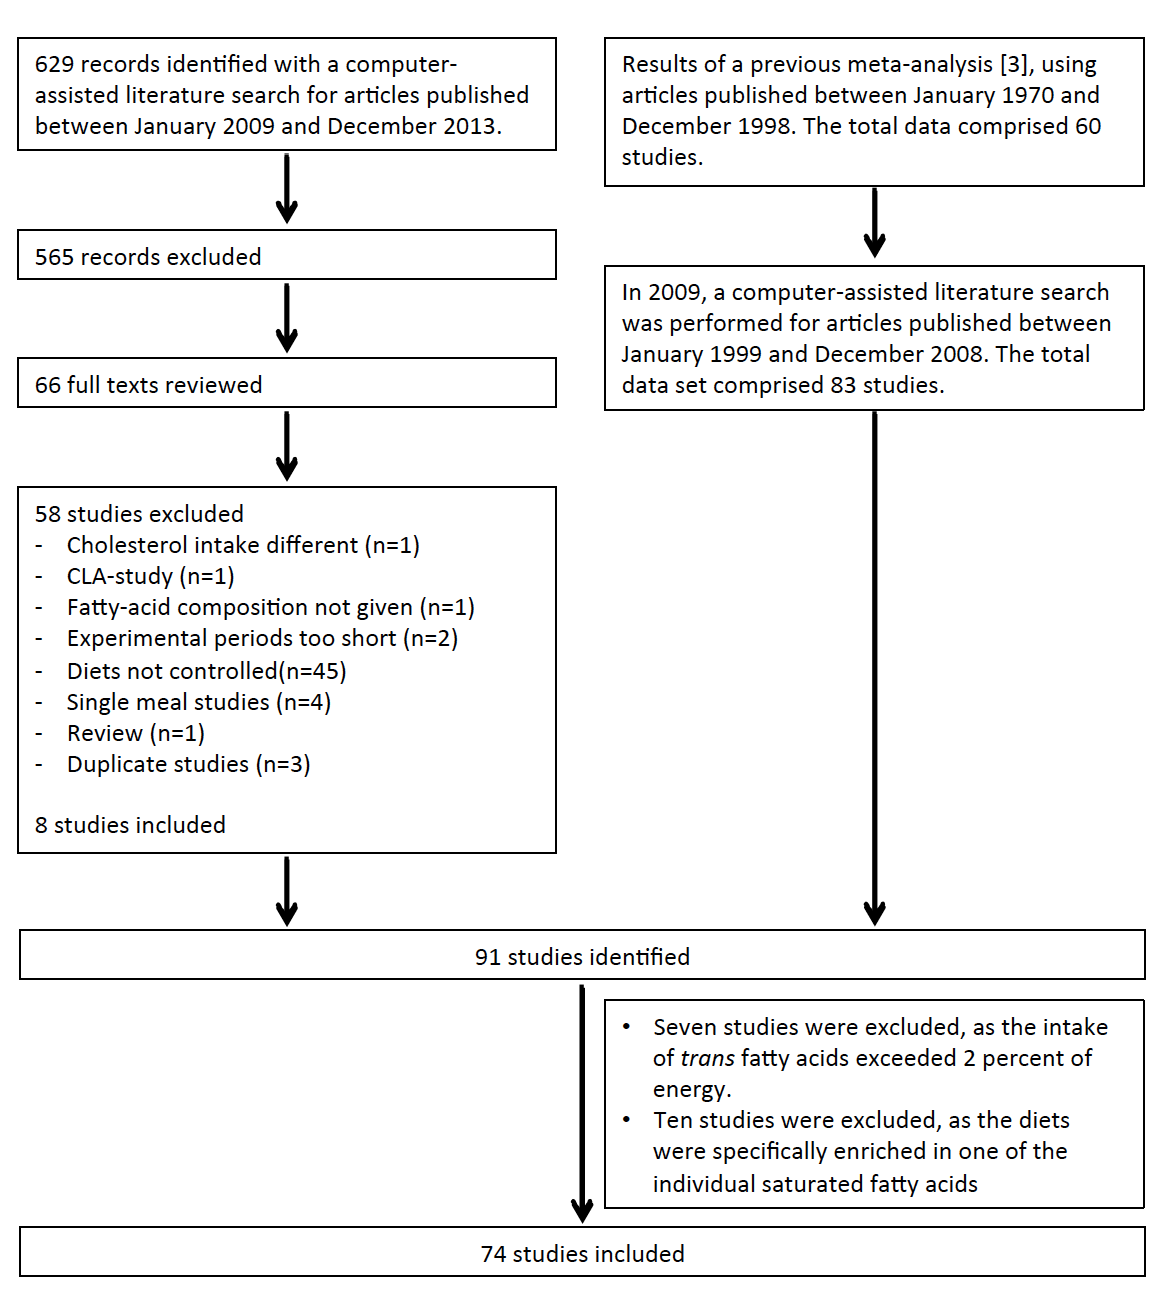 629 records identified with a computer-
assisted literature search for articles published
between January 2009 and December 2013.
565 records excluded
66 full texts reviewed
58 studies excluded
- Cholesterol intake different (n=1)
- CLA-study (n=1)
- Fatty-acid composition not given (n=1)
- Experimental periods too short (n=2)
- Diets not controlled(n=45)
- Single meal studies (n=4)
- Review (n=1)
- Duplicate studies (n=3)
8 studies included
Results of a previous meta-analysis [3], using
articles published between January 1970 and
December 1998. The total data comprised 60
studies.
In 2009, a computer-assisted literature search
was performed for articles published between
January 1999 and December 2008. The total
data set comprised 83 studies.
91 studies identified
• Seven studies were excluded, as the intake
of trans fatty acids exceeded 2 percent of
energy.
• Ten studies were excluded, as the diets
were specifically enriched in one of the
individual saturated fatty acids
74 studies included